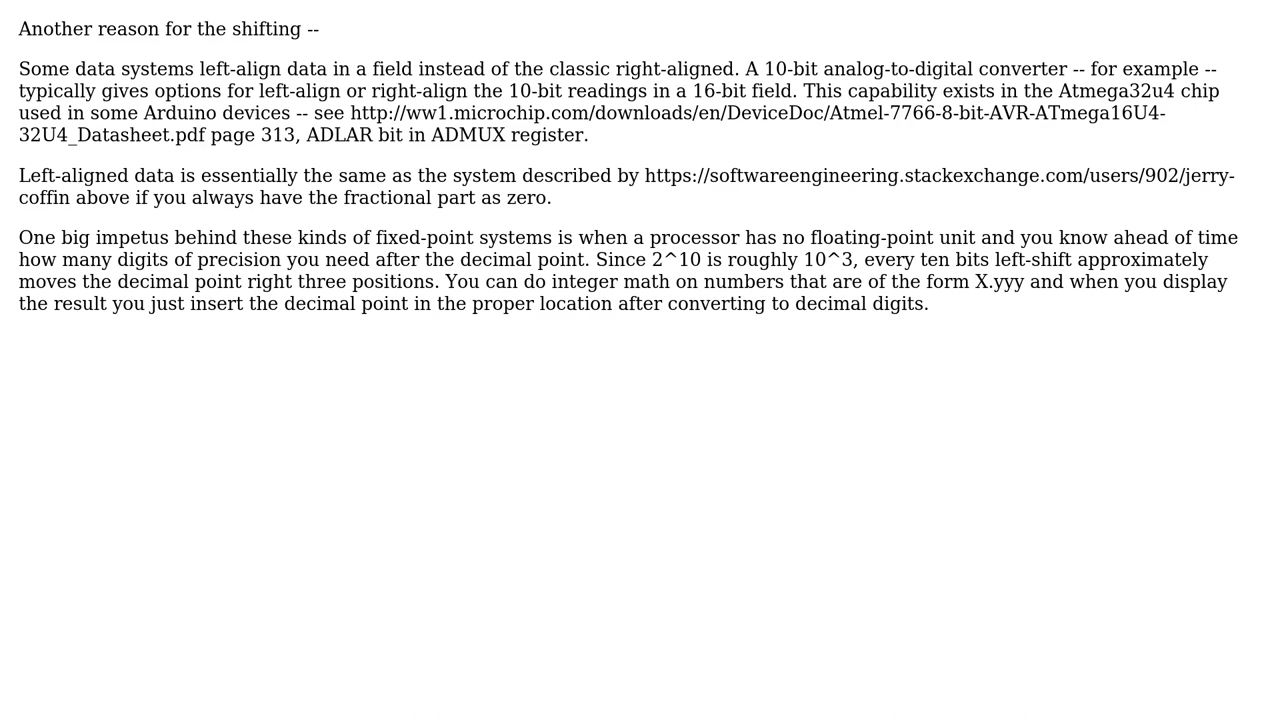 Another reason for the shifting --
Some data systems left-align data in a field instead of the classic right-aligned. A 10-bit analog-to-digital converter -- for example --
typically gives options for left-align or right-align the 10-bit readings in a 16-bit field. This capability exists in the Atmega32u4 chip
used in some Arduino devices -- see http://ww1.microchip.com/downloads/en/DeviceDoc/Atmel-7766-8-bit-AVR-ATmega16U4-
32U4_Datasheet.pdf page 313, ADLAR bit in ADMUX register.
Left-aligned data is essentially the same as the system described by https://softwareengineering.stackexchange.com/users/902/jerry-
coffin above if you always have the fractional part as zero.
One big impetus behind these kinds of fixed-point systems is when a processor has no floating-point unit and you know ahead of time
how many digits of precision you need after the decimal point. Since 2^10 is roughly 10^3, every ten bits left-shift approximately
moves the decimal point right three positions. You can do integer math on numbers that are of the form X.yyy and when you display
the result you just insert the decimal point in the proper location after converting to decimal digits.